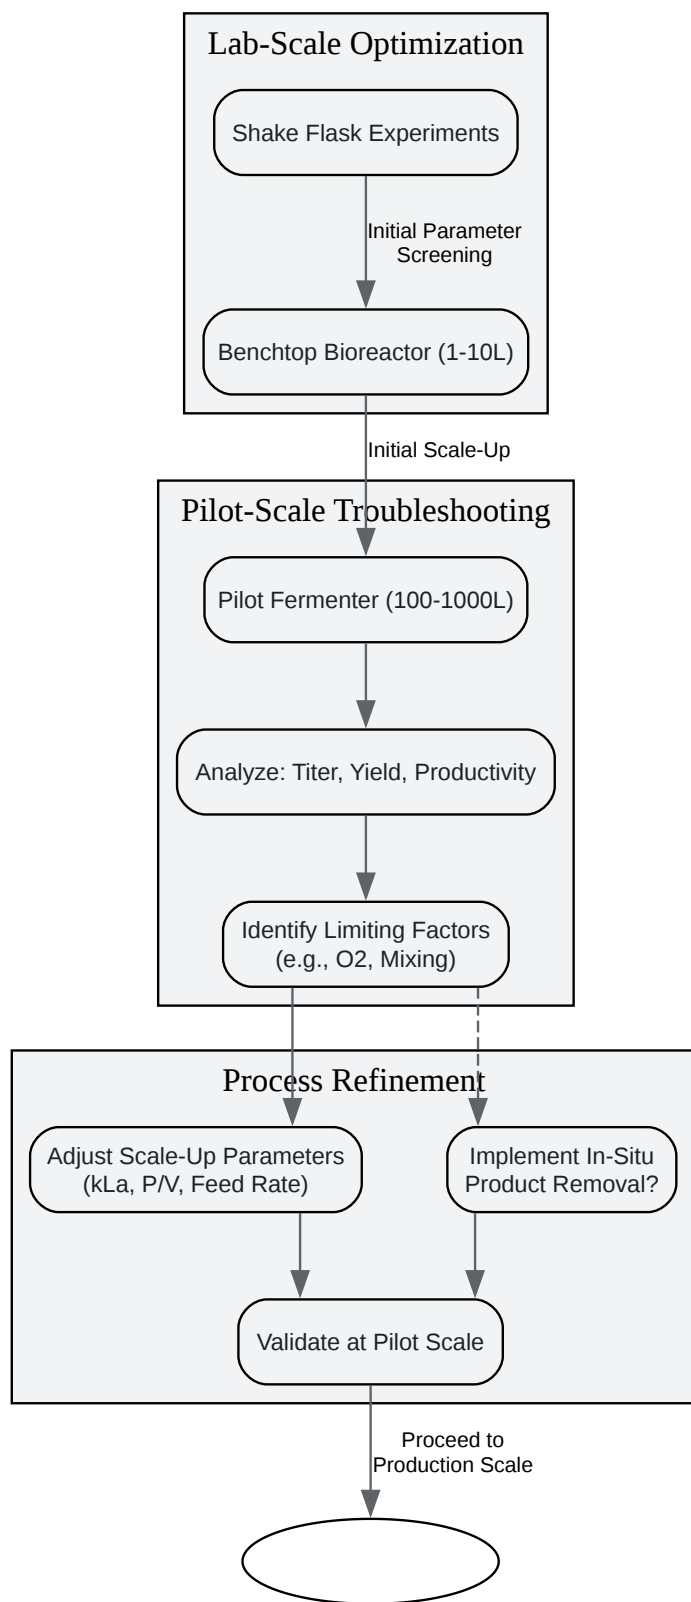 Lab-Scale Optimization
Shake Flask Experiments
Initial Parameter
Screening
Benchtop Bioreactor (1-10L)
Initial Scale-Up
Pilot-Scale Troubleshooting
Pilot Fermenter (100-1000L)
Analyze: Titer, Yield, Productivity
Identify Limiting Factors
(e.g., O2, Mixing)
Process Refinement
Adjust Scale-Up Parameters
(kLa, P/V, Feed Rate)
Implement In-Situ
Product Removal?
Validate at Pilot Scale
Proceed to
Production Scale